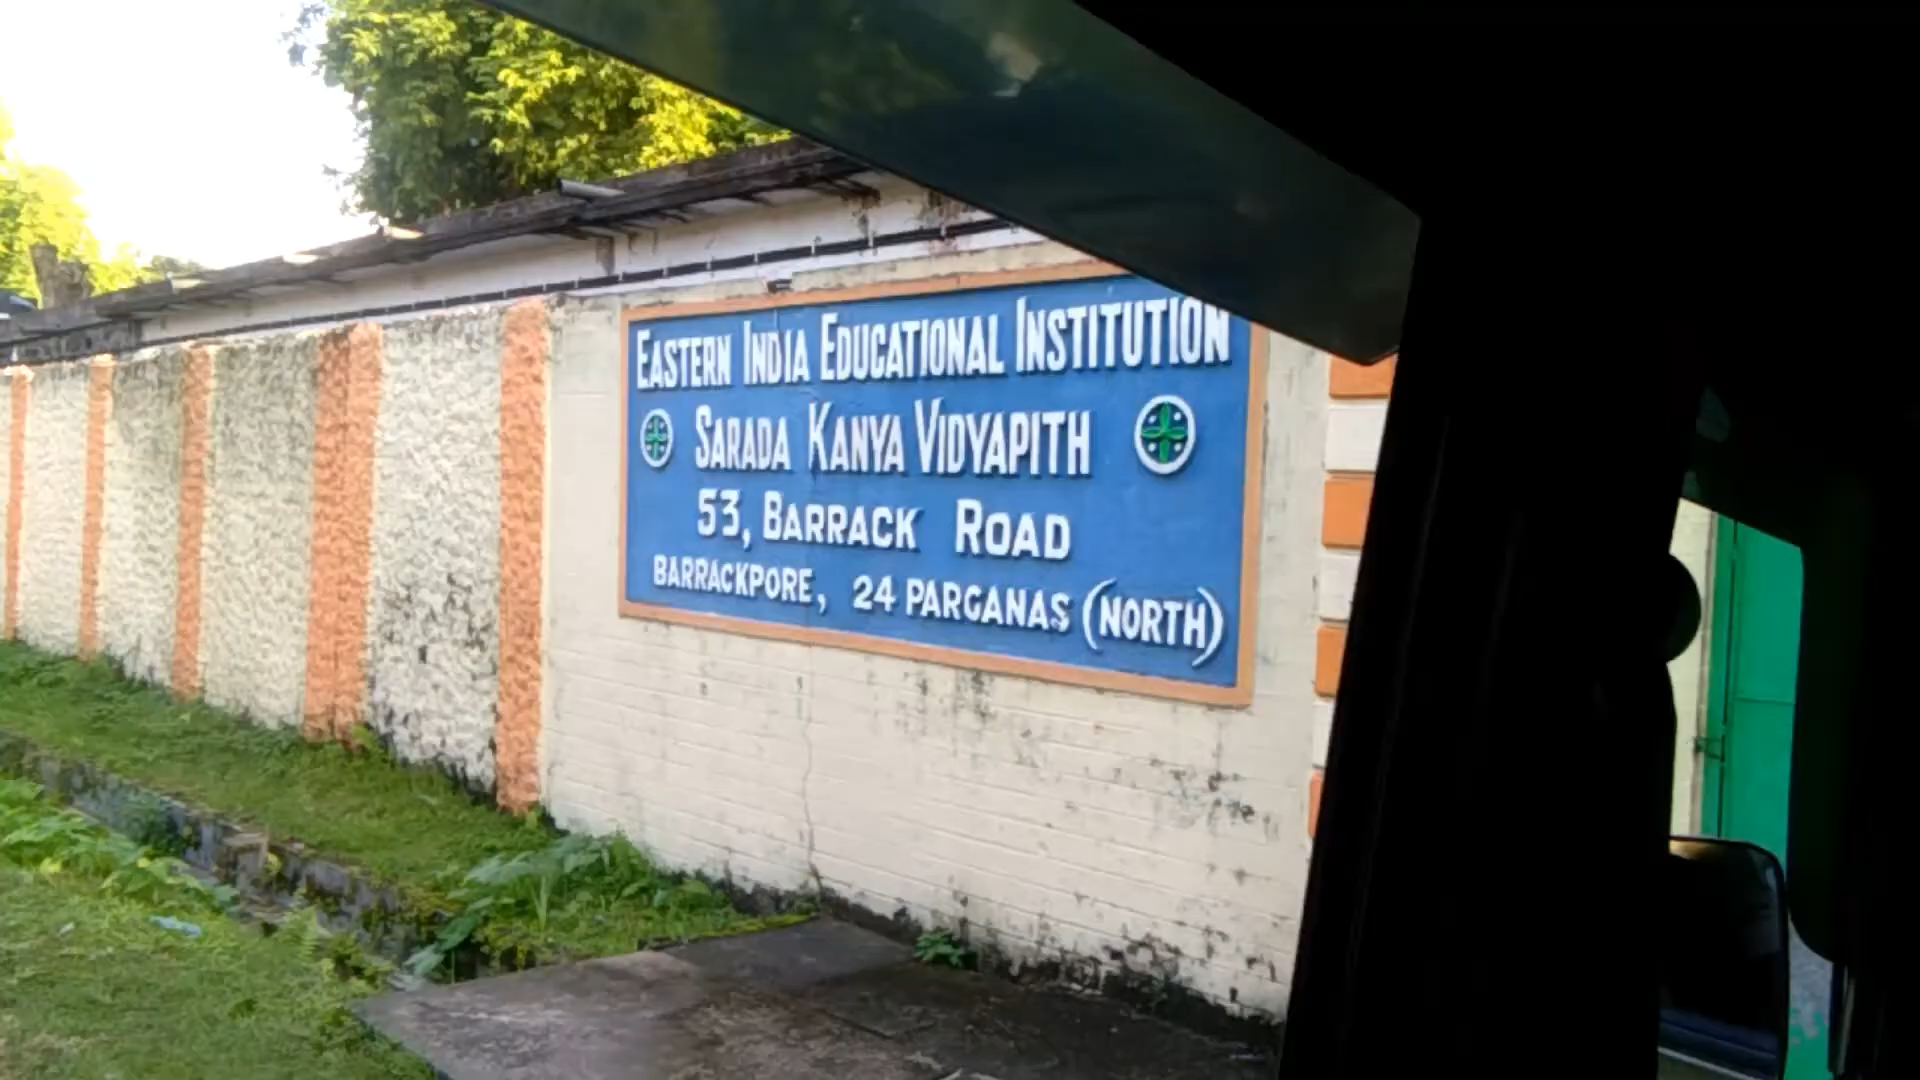 EASTERN INDIA EDUCATIONAL INSTITUTION
SARADA KANYA VIDYAPITH
53, BARRACK ROAD
BARRACKPORE, 24 PARGANAS (NORTH)